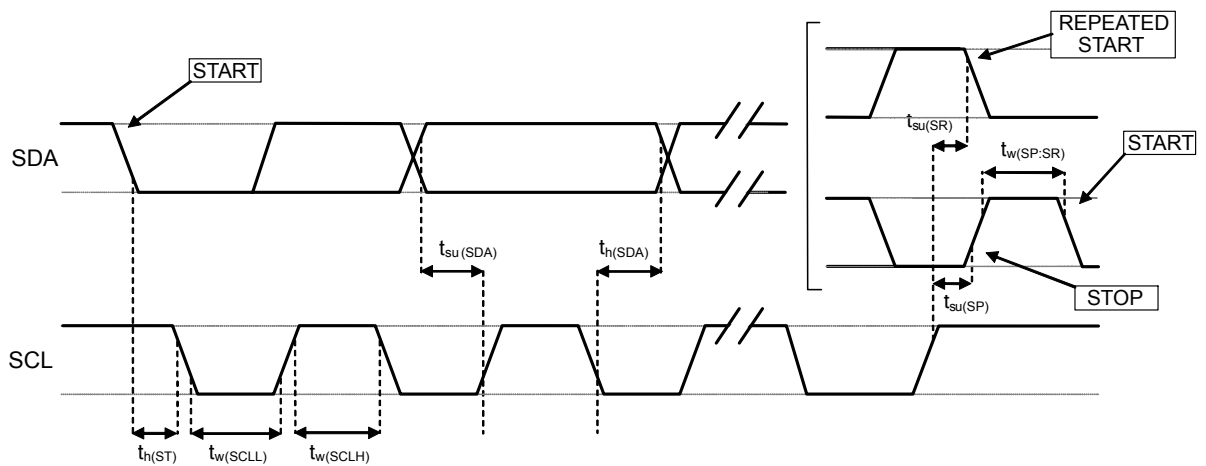 REPEATED
START
START
tsu(SR)
SDA
tw(SP:SR)
START
tsu(SDA)
th(SDA)
STOP
tsu(SP)
SCL
th(ST)
tw(SCLL)
tw(SCLH)